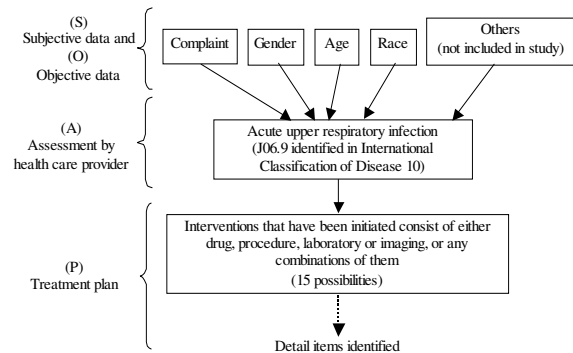 (S)
Subjective data and
(O)
Objective data
Complaint
Gender
Age
Race
Others
(not included in study)
(A)
Assessment by
health care provider
Acute upper respiratory infection
(J06.9 identified in International
Classification of Disease 10)
(P)
Treatment plan
Interventions that have been initiated consist of either
drug, procedure, laboratory or imaging, or any
combinations of them
(15 possibilities)
Detail items identified